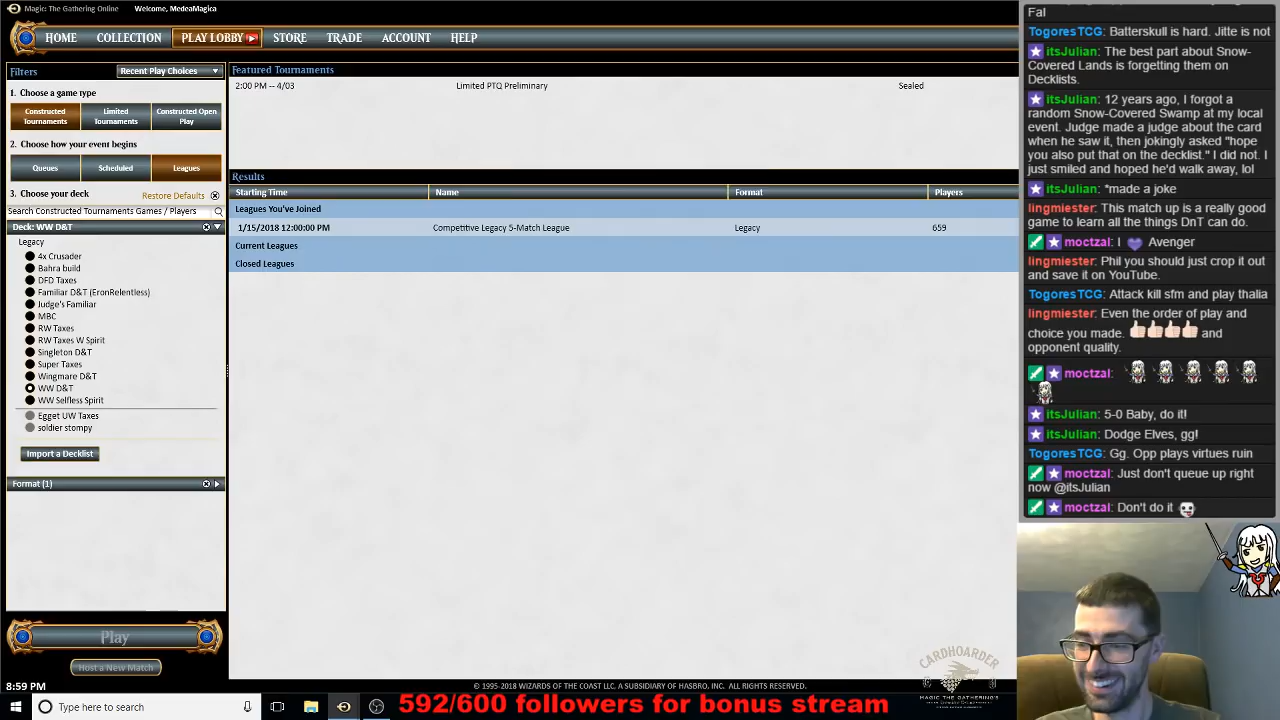 Magic: The Gathering Online Welcome, MedeaMagica
HOME COLLECTION PLAY LOBBY STORE TRADE ACCOUNT HELP
Filters Recent Play Choices
1. Choose a game type
Constructed Tournaments Limited Tournaments Constructed Open Play
2. Choose how your event begins
Queues Scheduled Leagues
3. Choose your deck Restore Defaults
Search Constructed Tournaments Games / Players
Deck: WW D&T
Legacy
4x Crusader
Bahra build
DFD Taxes
Familiar D&T (EronRelentless)
Judge's Familiar
MBC
RW Taxes
RW Taxes W Spirit
Singleton D&T
Super Taxes
Wingmare D&T
WW D&T
WW Selfless Spirit
Egget UW Taxes
soldier stompy
Import a Decklist
Format (1)
Play
Host a New Match
8:59 PM
Featured Tournaments
2:00 PM -- 4/03 Limited PTQ Preliminary Sealed
Results
Starting Time Name Format Players
Leagues You've Joined
1/15/2018 12:00:00 PM Competitive Legacy 5-Match League Legacy 659
Current Leagues
Closed Leagues
CARDHOARDER
© 1995-2018 WIZARDS OF THE COAST LLC, A SUBSIDIARY OF HASBRO, INC. ALL RIGHTS RESERVED.
Type here to search
592/600 followers for bonus stream
Fal
TogoresTCG: Batterskull is hard. Jitte is not
itsJulian: The best part about Snow-
Covered Lands is forgetting them on
Decklists.
itsJulian: 12 years ago, I forgot a
random Snow-Covered Swamp at my local
event. Judge made a judge about the card
when he saw it, then jokingly asked "hope
you also put that on the decklist." I did not. I
just smiled and hoped he'd walk away, lol
itsJulian: *made a joke
lingmiester: This match up is a really good
game to learn all the things DnT can do.
moctzal: I Avenger
lingmiester: Phil you should just crop it out
and save it on YouTube.
TogoresTCG: Attack kill sfm and play thalia
lingmiester: Even the order of play and
choice you made. and
opponent quality.
moctzal:
itsJulian: 5-0 Baby, do it!
itsJulian: Dodge Elves, gg!
TogoresTCG: Gg. Opp plays virtues ruin
moctzal: Just don't queue up right
now @itsJulian
moctzal: Don't do it